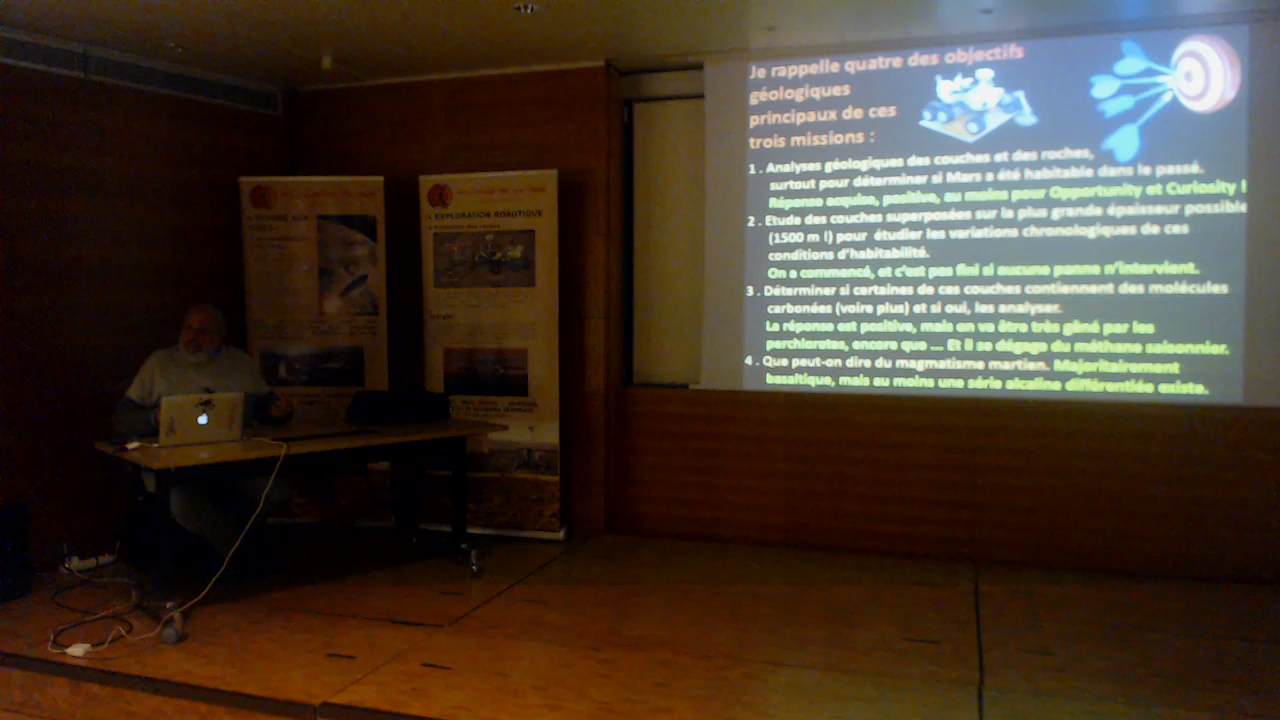 Je rappelle quatre des objectifs
géologiques
principaux de ces
trois missions :
1 . Analyses géologiques des couches et des roches,
surtout pour déterminer si Mars a été habitable dans le passé.
Réponse acquise, positive, au moins pour Opportunity et Curiosity !
2 . Etude des couches superposées sur la plus grande épaisseur possible
(1500 m !) pour étudier les variations chronologiques de ces
conditions d'habitabilité.
On a commencé, et c'est pas fini si aucune panne n'intervient.
3 . Déterminer si certaines de ces couches contiennent des molécules
carbonées (voire plus) et si oui, les analyser.
La réponse est positive, mais on va être très gêné par les
perchlorates, encore que ... Et il se dégage du méthane saisonnier.
4 . Que peut-on dire du magmatisme martien. Majoritairement
basaltique, mais au moins une série alcaline différentiée existe.
L'EXPLORATION ROBOTIQUE